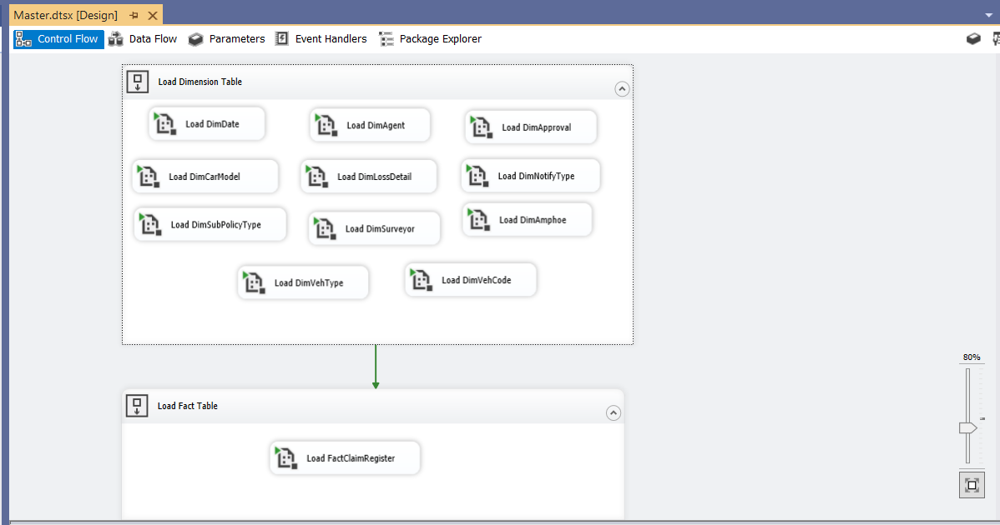 Master.dtsx [Design]
Control Flow
Data Flow
Parameters
Event Handlers
Package Explorer
Load Dimension Table
Load DimDate
Load DimAgent
Load DimApproval
Load DimCarModel
Load DimLossDetail
Load DimNotifyType
Load DimSubPolicyType
Load DimSurveyor
Load DimAmphoe
Load DimVehType
Load DimVehCode
80%
Load Fact Table
Load FactClaimRegister